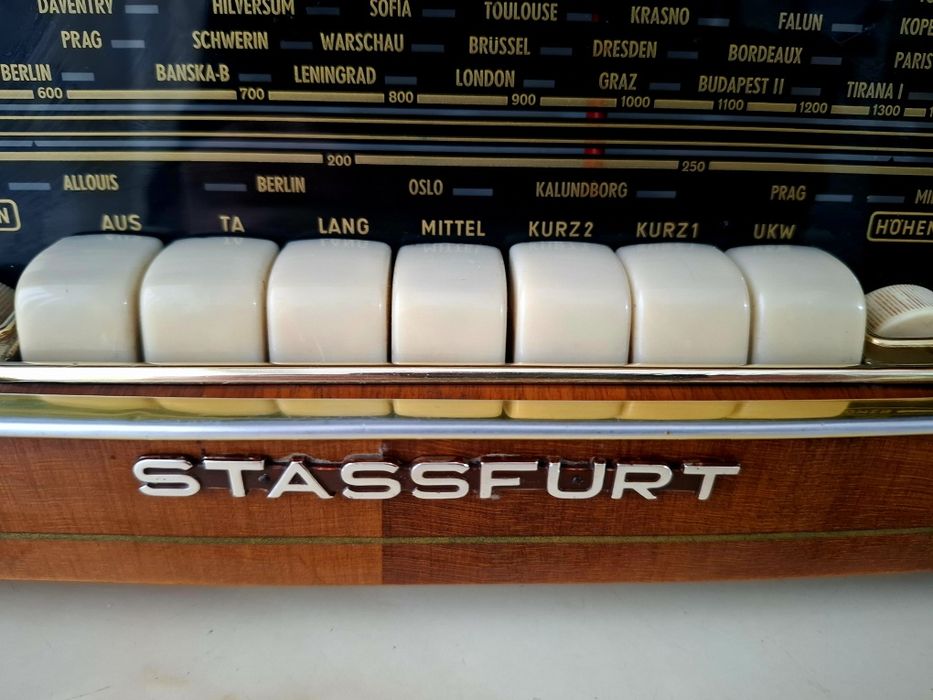 DAVENTRY HILVERSUM SOFIA TOULOUSE KRASNO FALUN
PRAG SCHWERIN WARSCHAU BRÜSSEL DRESDEN BORDEAUX PARIS
BERLIN BANSKA-B LENINGRAD LONDON GRAZ BUDAPEST II TIRANA I
600 700 800 900 1000 1100 1200 1300
200 250
ALLOUIS BERLIN OSLO KALUNDBORG PRAG
AUS TA LANG MITTEL KURZ2 KURZ1 UKW HÖHEN
STASSFURT